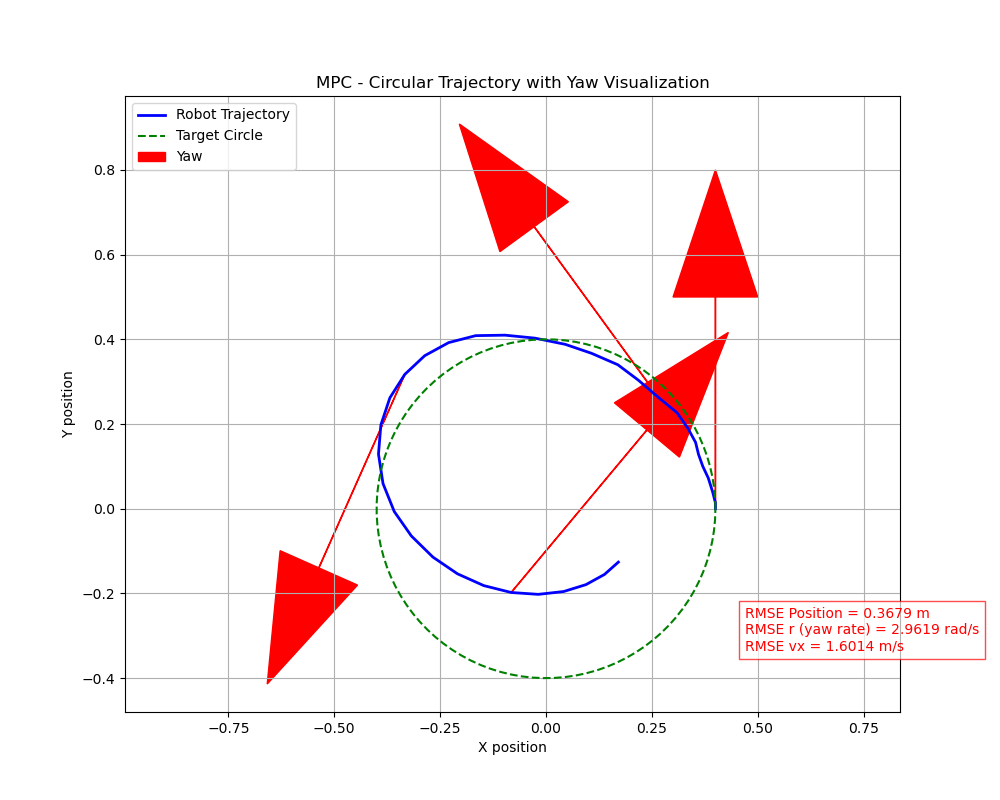 MPC - Circular Trajectory with Yaw Visualization
Robot Trajectory
Target Circle
Yaw
0.8
0.6
0.4
0.2
0.0
−0.2
−0.4
Y position
RMSE Position = 0.3679 m
RMSE r (yaw rate) = 2.9619 rad/s
RMSE vx = 1.6014 m/s
−0.75
−0.50
−0.25
0.00
0.25
0.50
0.75
X position